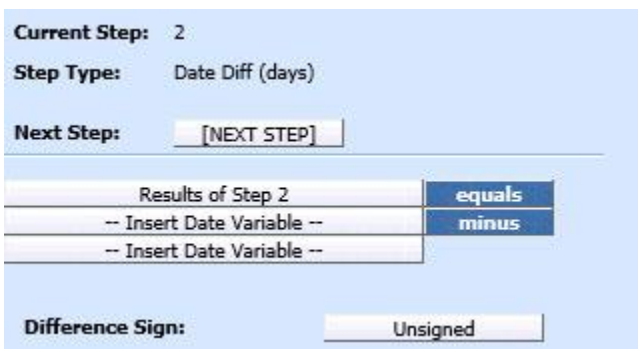 Current Step: 2
Step Type: Date Diff (days)
Next Step: [NEXT STEP]
Results of Step 2 equals
-- Insert Date Variable -- minus
-- Insert Date Variable --
Difference Sign: Unsigned